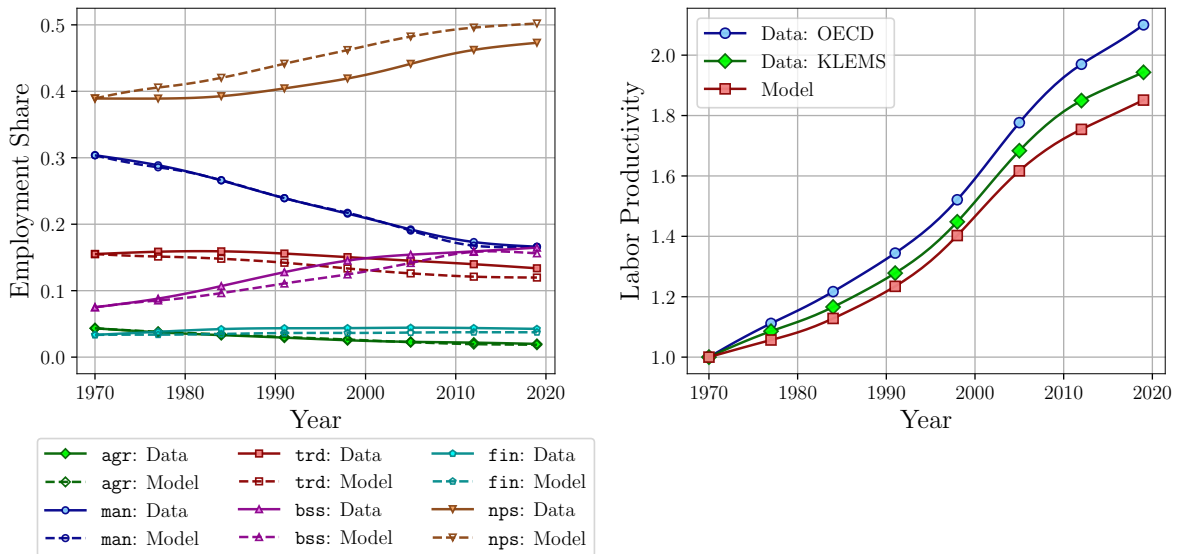 Employment Share
0.5
0.4
0.3
0.2
0.1
0.0
1970 1980 1990 2000 2010 2020
Year
agr: Data
agr: Model
man: Data
man: Model
trd: Data
trd: Model
bss: Data
bss: Model
fin: Data
fin: Model
nps: Data
nps: Model
Labor Productivity
2.0
1.8
1.6
1.4
1.2
1.0
Data: OECD
Data: KLEMS
Model
1970 1980 1990 2000 2010 2020
Year